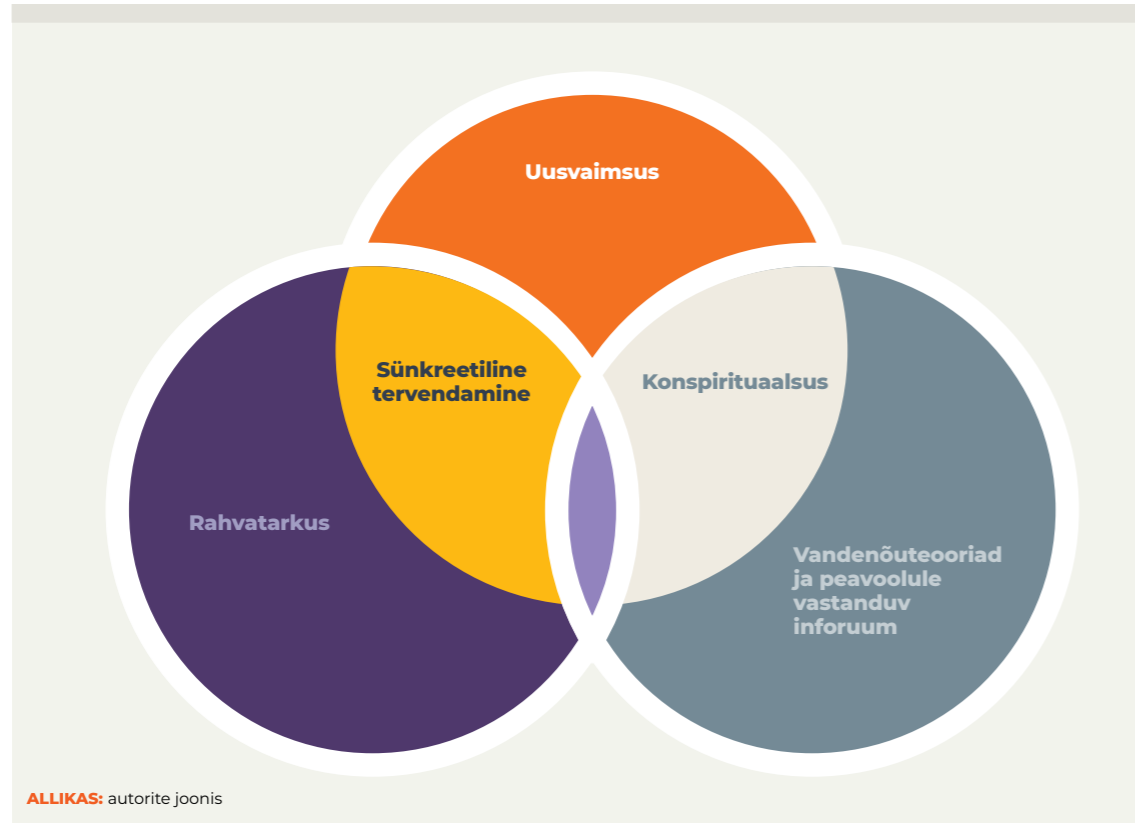 Uusvaimsus
Sünkreetiline
tervendamine
Konspirituaalsus
Rahvatarkus
Vandenõuteooriad
ja peavoolule
vastanduv
inforuum
ALLIKAS: autorite joonis